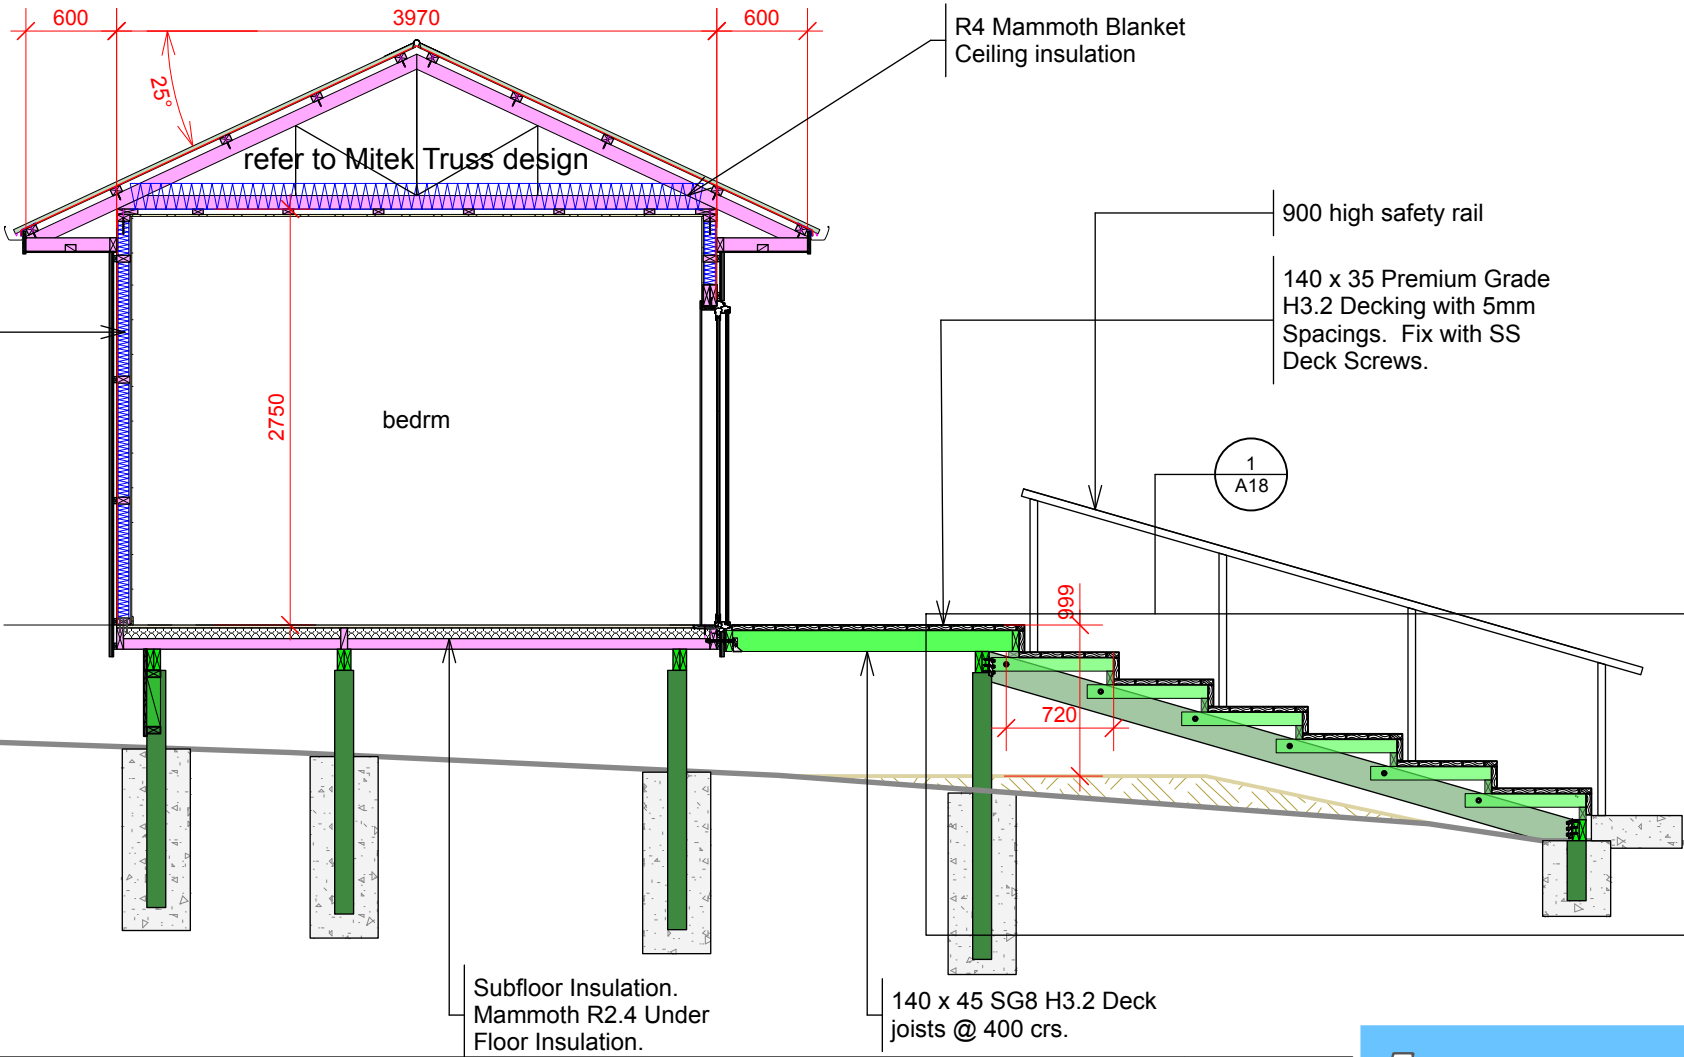 600
3970
600
R4 Mammoth Blanket
Ceiling insulation
25°
refer to Mitek Truss design
900 high safety rail
140 x 35 Premium Grade
H3.2 Decking with 5mm
Spacings. Fix with SS
Deck Screws.
2750
bedrm
1
A18
999
720
Subfloor Insulation.
Mammoth R2.4 Under
Floor Insulation.
140 x 45 SG8 H3.2 Deck
joists @ 400 crs.